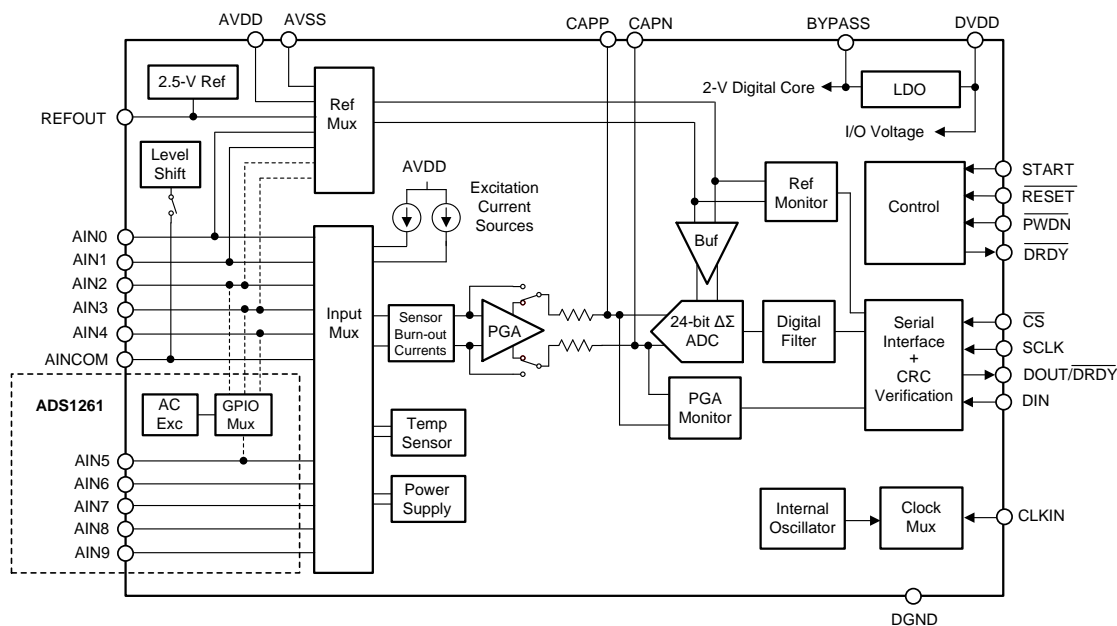 AVDD
AVSS
CAPP
CAPN
BYPASS
DVDD
2.5-V Ref
REFOUT
Ref
Mux
2-V Digital Core
LDO
I/O Voltage
Level
Shift
AVDD
Excitation
Current
Sources
Ref
Monitor
Control
START
RESET
PWDN
DRDY
Buf
AIN0
AIN1
AIN2
AIN3
AIN4
AINCOM
Input
Mux
Sensor
Burn-out
Currents
PGA
24-bit ΔΣ
ADC
Digital
Filter
Serial
Interface
+
CRC
Verification
CS
SCLK
DOUT/DRDY
DIN
PGA
Monitor
ADS1261
AC
Exc
GPIO
Mux
Temp
Sensor
Power
Supply
AIN5
AIN6
AIN7
AIN8
AIN9
Internal
Oscillator
Clock
Mux
CLKIN
DGND